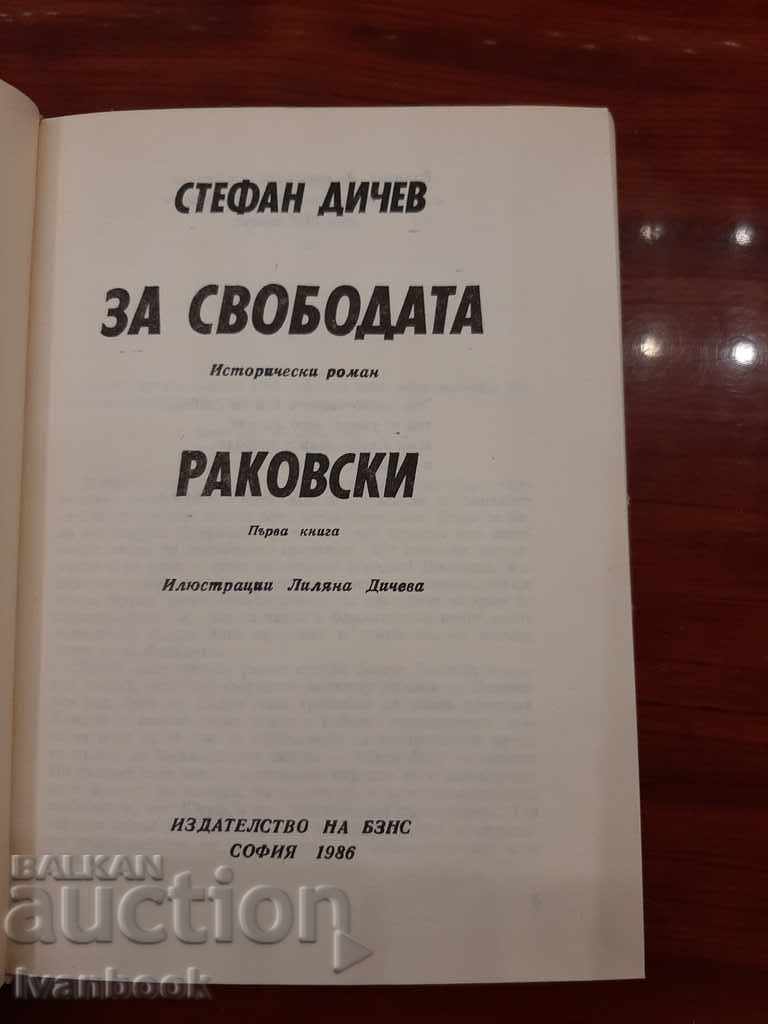 СТЕФАН ДИЧЕВ
ЗА СВОБОДАТА
Исторически роман
РАКОВСКИ
Първа книга
Илюстрации Лиляна Дичева
ИЗДАТЕЛСТВО НА БЗНС
СОФИЯ 1986
BALKAN
auction
Ivanbook